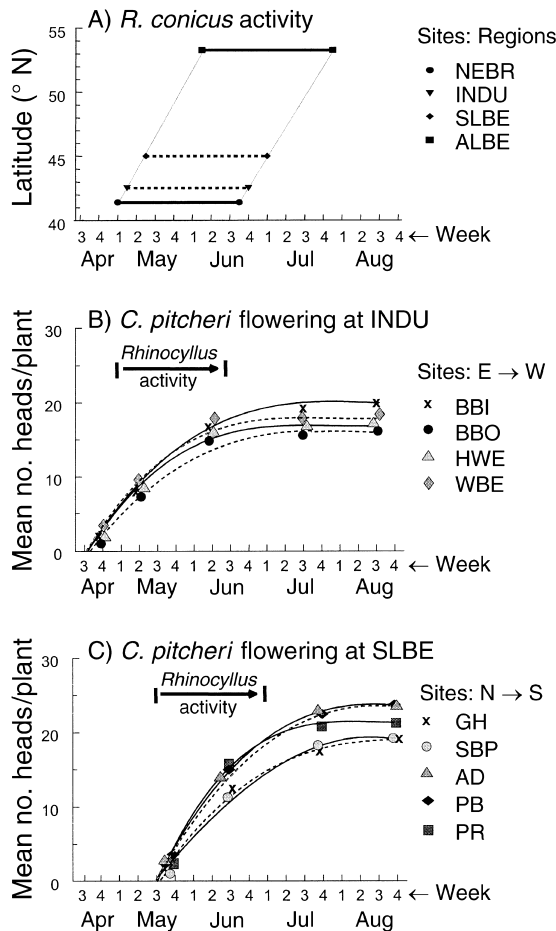 A) R. conicus activity
55
50
45
40
Latitude (° N)
Sites: Regions
NEBR
INDU
SLBE
ALBE
3 4 1 2 3 4 1 2 3 4 1 2 3 4 1 2 3 4 ← Week
Apr May Jun Jul Aug
B) C. pitcheri flowering at INDU
30
20
10
0
Mean no. heads/plant
Rhinocyllus
activity
Sites: E → W
BBI
BBO
HWE
WBE
3 4 1 2 3 4 1 2 3 4 1 2 3 4 1 2 3 4 ← Week
Apr May Jun Jul Aug
C) C. pitcheri flowering at SLBE
30
20
10
0
Mean no. heads/plant
Rhinocyllus
activity
Sites: N → S
GH
SBP
AD
PB
PR
3 4 1 2 3 4 1 2 3 4 1 2 3 4 1 2 3 4 ← Week
Apr May Jun Jul Aug